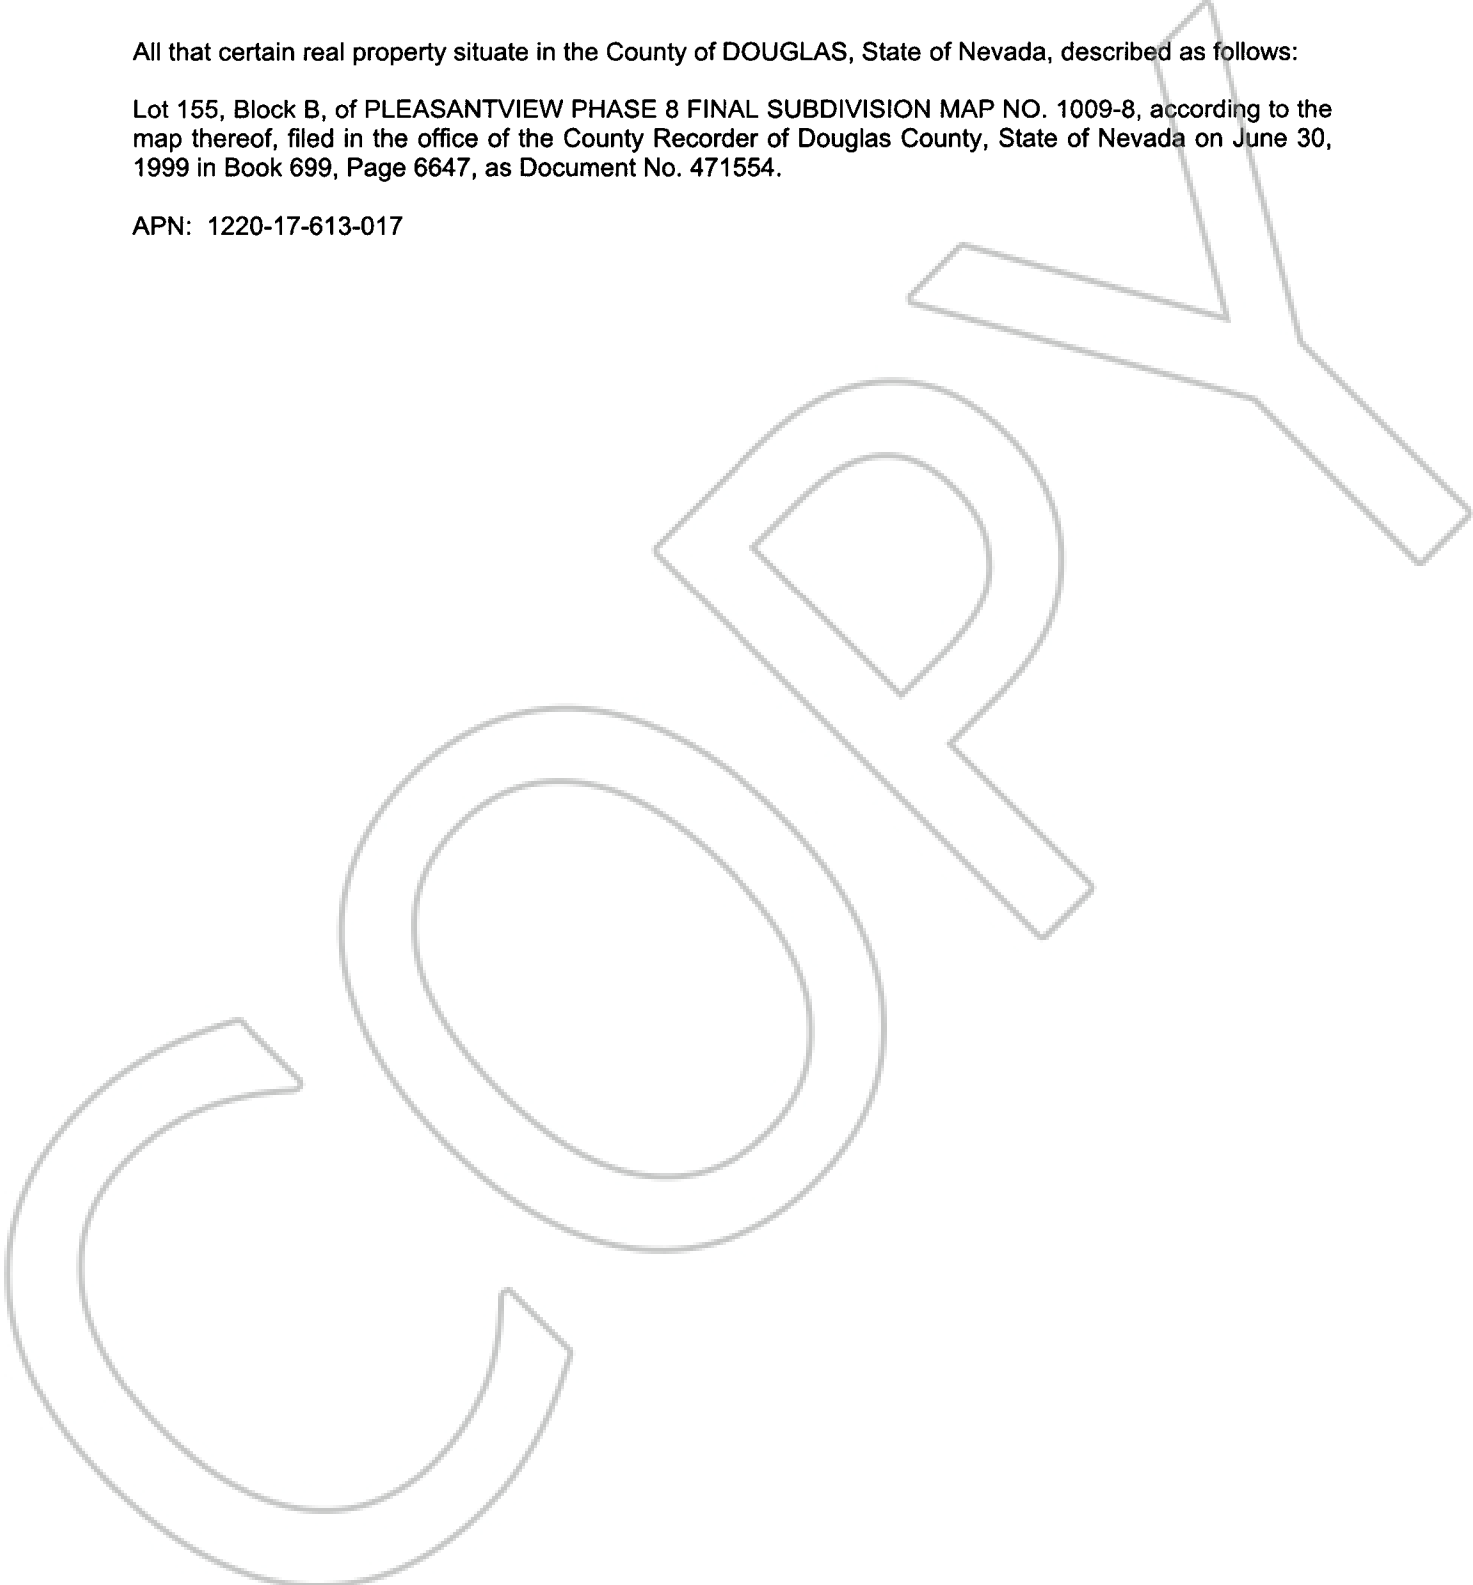 All that certain real property situate in the County of DOUGLAS, State of Nevada, described as follows:
Lot 155, Block B, of PLEASANTVIEW PHASE 8 FINAL SUBDIVISION MAP NO. 1009-8, according to the
map thereof, filed in the office of the County Recorder of Douglas County, State of Nevada on June 30,
1999 in Book 699, Page 6647, as Document No. 471554.
APN: 1220-17-613-017
COPY